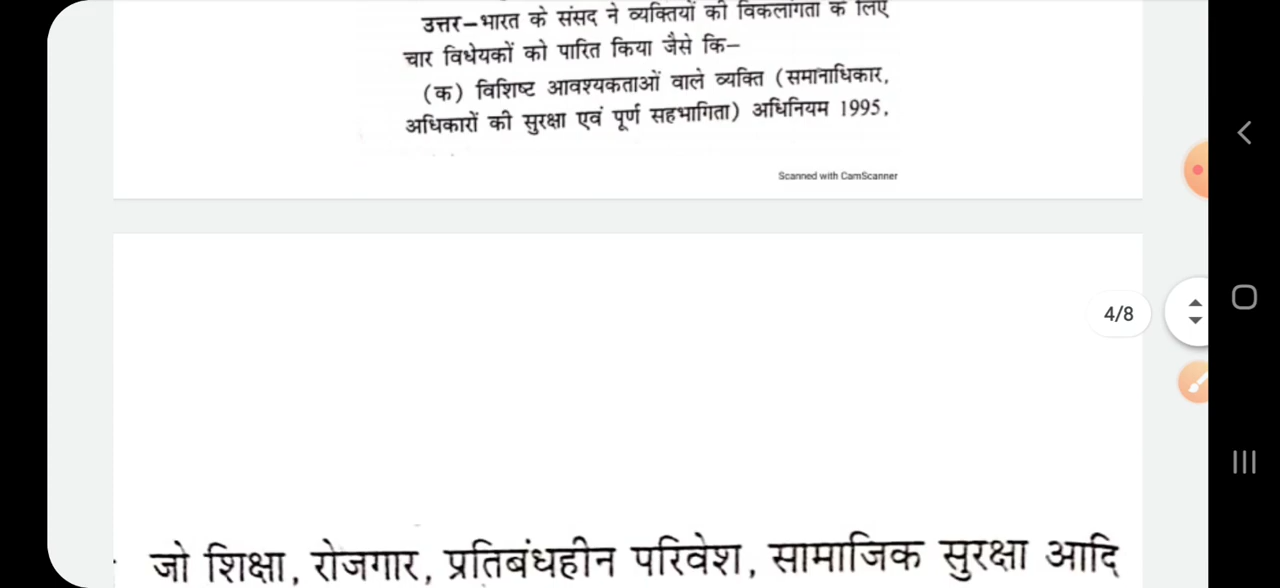 उत्तर–भारत के संसद ने व्यक्तियों की विकलांगता के लिए
चार विधेयकों को पारित किया जैसे कि–
(क) विशिष्ट आवश्यकताओं वाले व्यक्ति (समानाधिकार,
अधिकारों की सुरक्षा एवं पूर्ण सहभागिता) अधिनियम 1995,
Scanned with CamScanner
4/8
जो शिक्षा, रोजगार, प्रतिबंधहीन परिवेश, सामाजिक सुरक्षा आदि